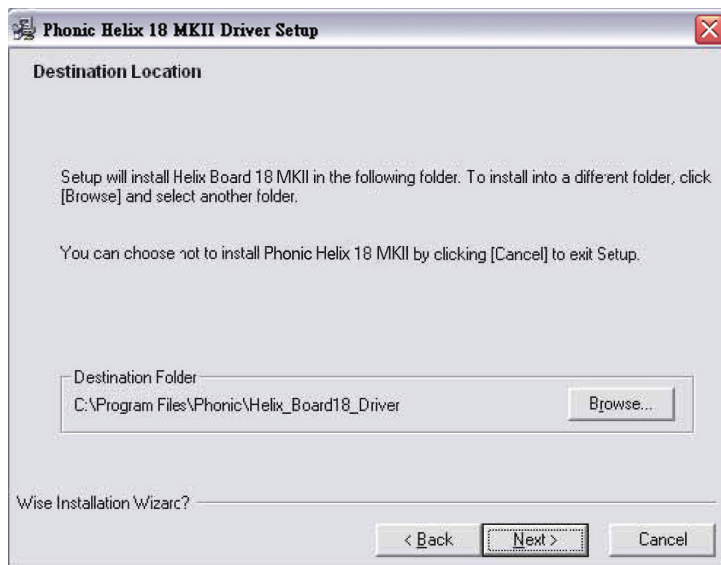 Phonic Helix 18 MKII Driver Setup
Destination Location
Setup will install Helix Board 18 MKII in the following folder. To install into a different folder, click
[Browse] and select another folder.
You can choose not to install Phonic Helix 18 MKII by clicking [Cancel] to exit Setup.
Destination Folder
C:\Program Files\Phonic\Helix_Board18_Driver
Browse...
Wise Installation Wizard?
< Back
Next >
Cancel